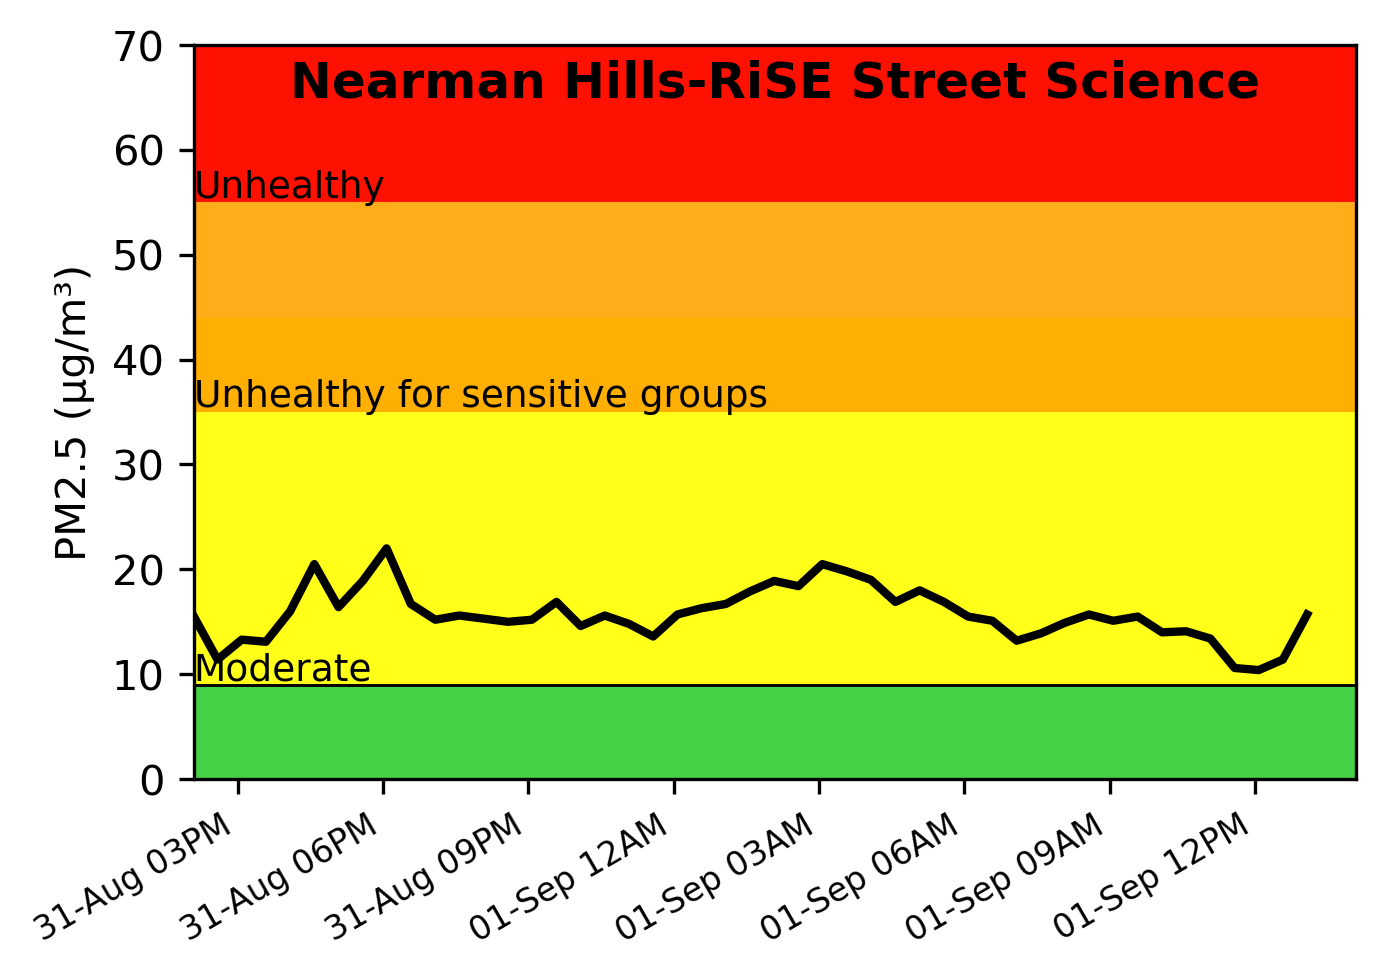 Nearman Hills-RiSE Street Science
70
60
50
40
30
20
10
0
PM2.5 (µg/m³)
Unhealthy
Unhealthy for sensitive groups
Moderate
31-Aug 03PM
31-Aug 06PM
31-Aug 09PM
01-Sep 12AM
01-Sep 03AM
01-Sep 06AM
01-Sep 09AM
01-Sep 12PM